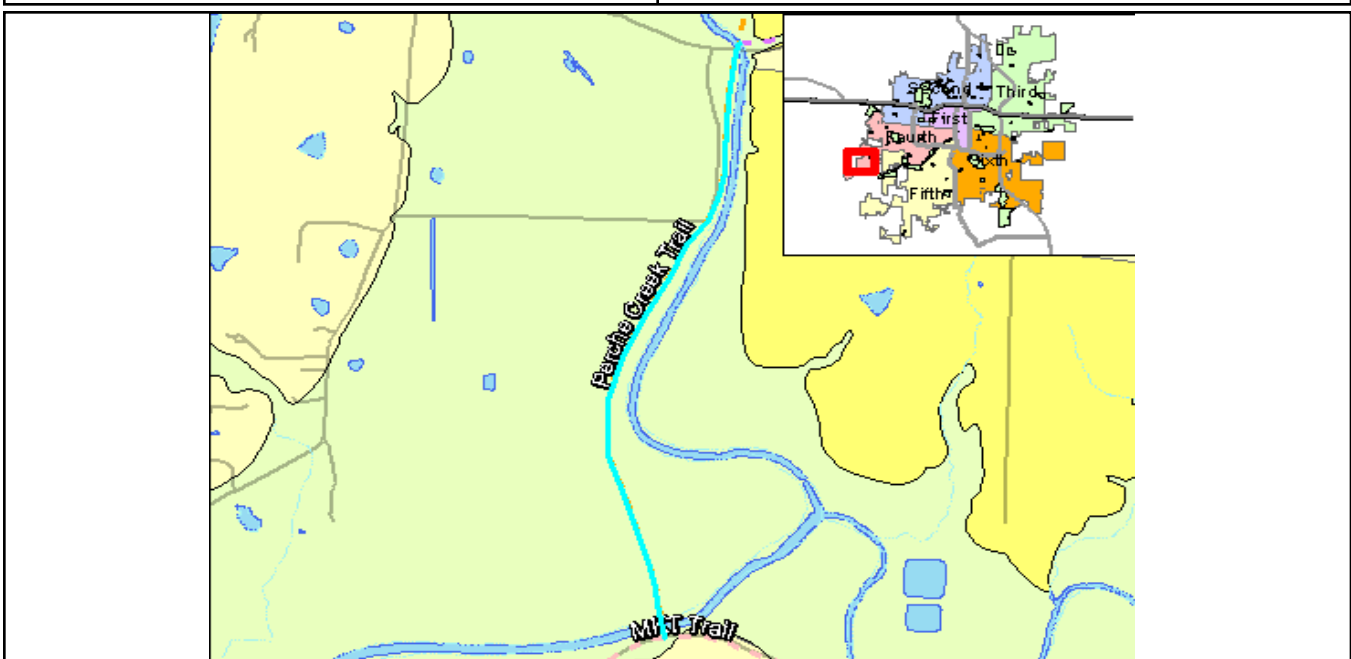 Second
Third
First
Fourth
Sixth
Fifth
Perche Creek Trail
MKT Trail